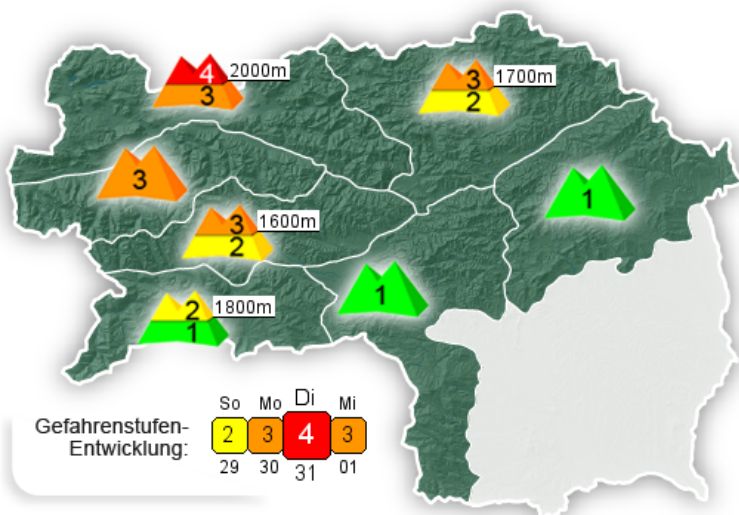 4 2000m
3
3 1700m
2
3
1
3 1600m
2
1
2 1800m
1
Gefahrenstufen-
Entwicklung:
So Mo Di Mi
2 3 4 3
29 30 31 01